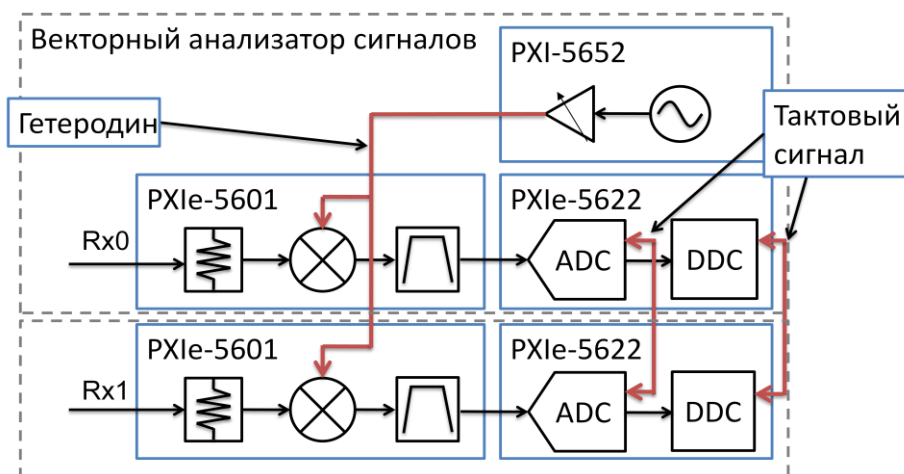 Векторный анализатор сигналов
PXI-5652
Гетеродин
Тактовый
сигнал
PXIe-5601
PXIe-5622
Rx0
ADC
DDC
PXIe-5601
PXIe-5622
Rx1
ADC
DDC